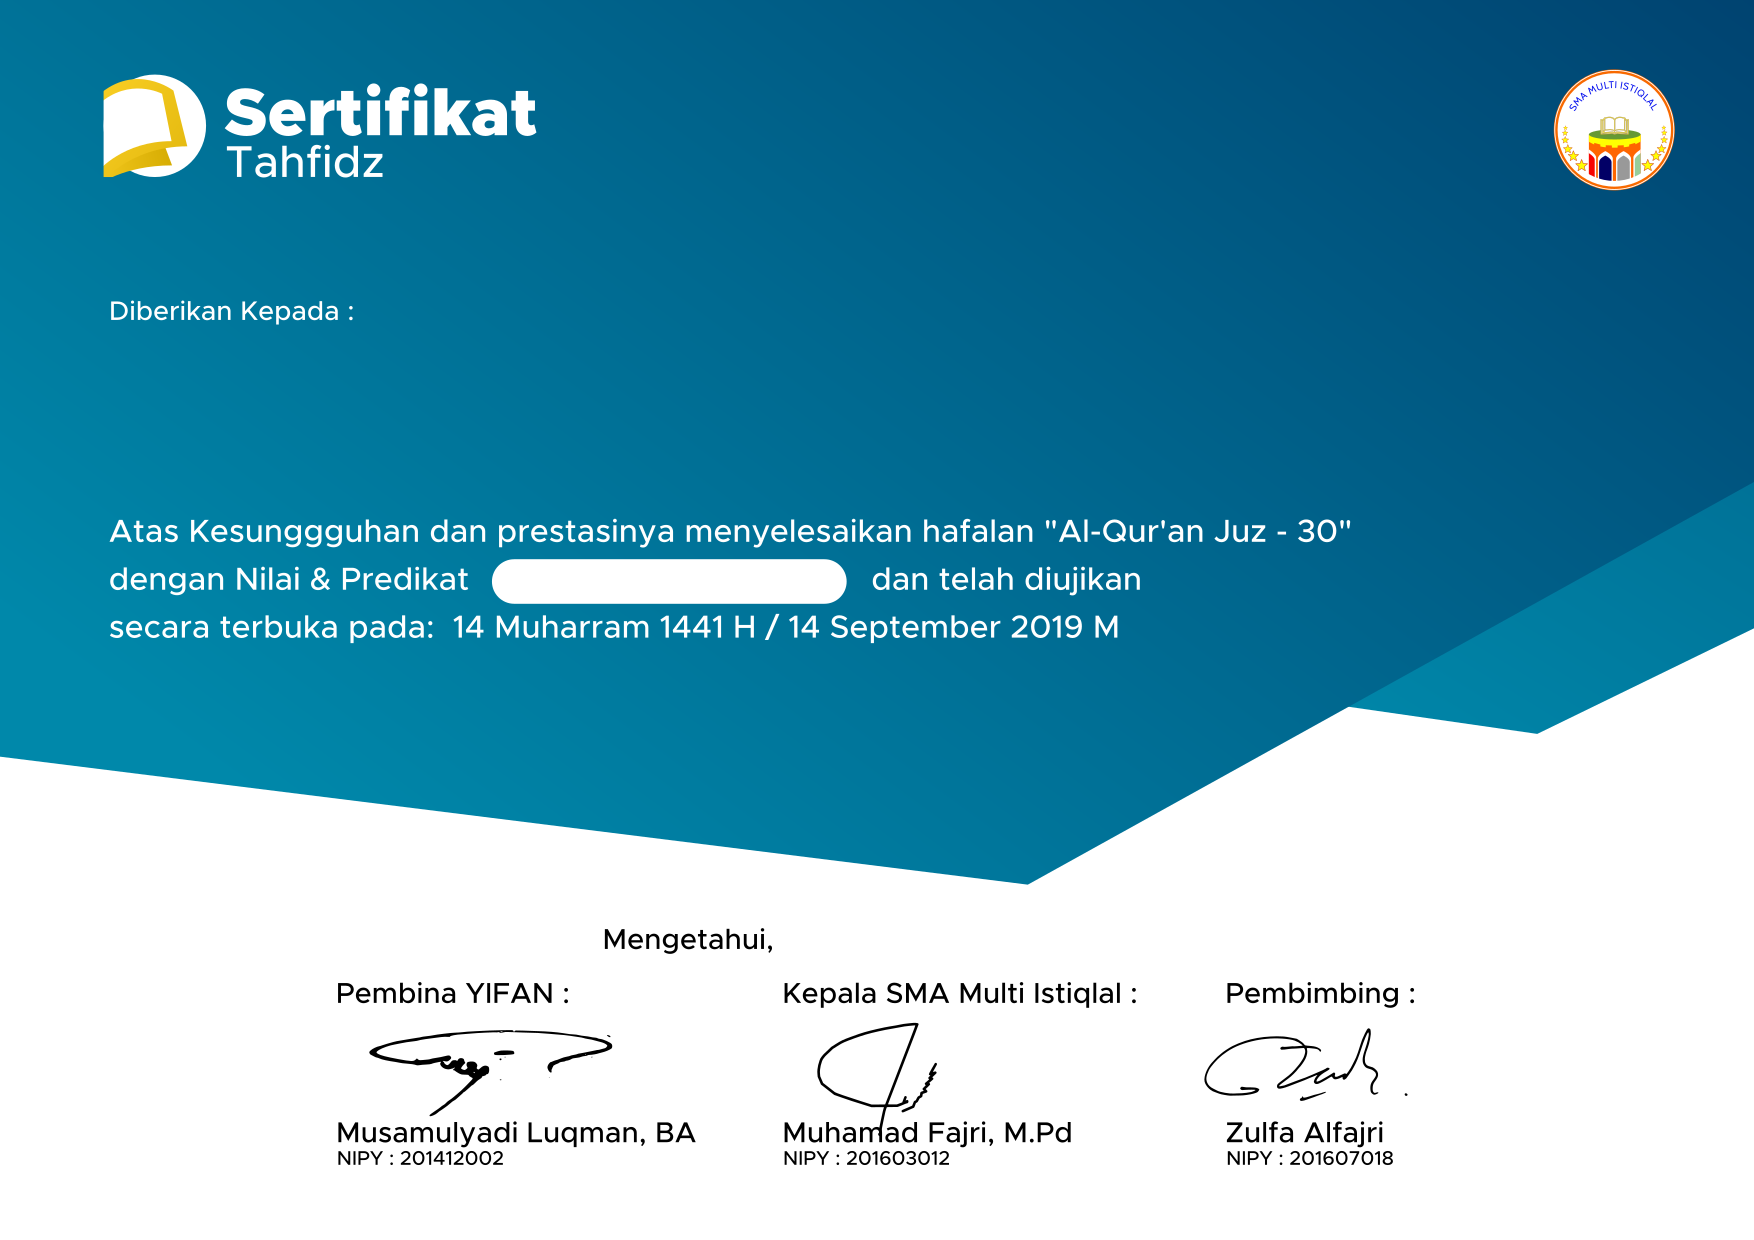 Sertifikat
Tahfidz
SMA MULTI ISTIQLAL
Diberikan Kepada :
Atas Kesungggguhan dan prestasinya menyelesaikan hafalan "Al-Qur'an Juz - 30"
dengan Nilai & Predikat dan telah diujikan
secara terbuka pada: 14 Muharram 1441 H / 14 September 2019 M
Mengetahui,
Pembina YIFAN :
Musamulyadi Luqman, BA
NIPY : 201412002
Kepala SMA Multi Istiqlal :
Muhamad Fajri, M.Pd
NIPY : 201603012
Pembimbing :
Zulfa Alfajri
NIPY : 201607018